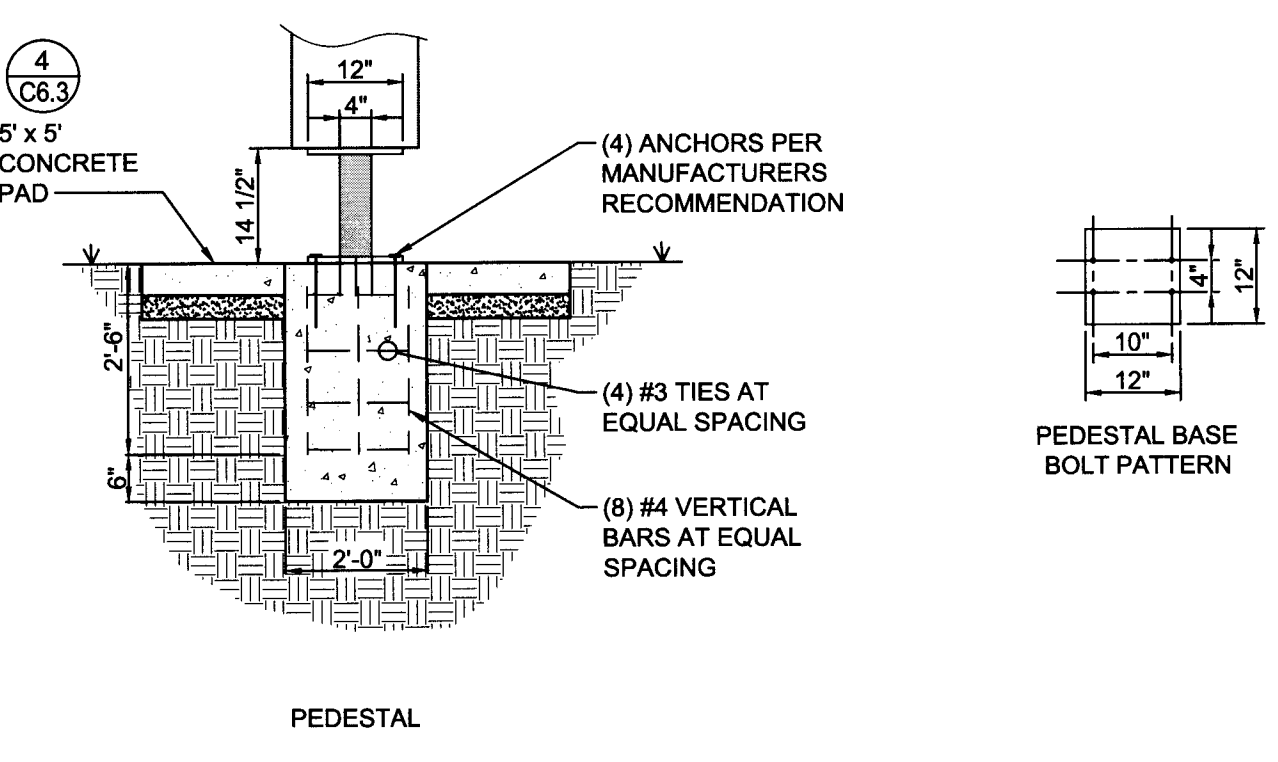 4
C6.3
5' x 5'
CONCRETE
PAD
12"
4"
14 1/2"
(4) ANCHORS PER
MANUFACTURERS
RECOMMENDATION
2'-6"
6"
2'-0"
(4) #3 TIES AT
EQUAL SPACING
(8) #4 VERTICAL
BARS AT EQUAL
SPACING
PEDESTAL
4"
12"
10"
12"
PEDESTAL BASE
BOLT PATTERN